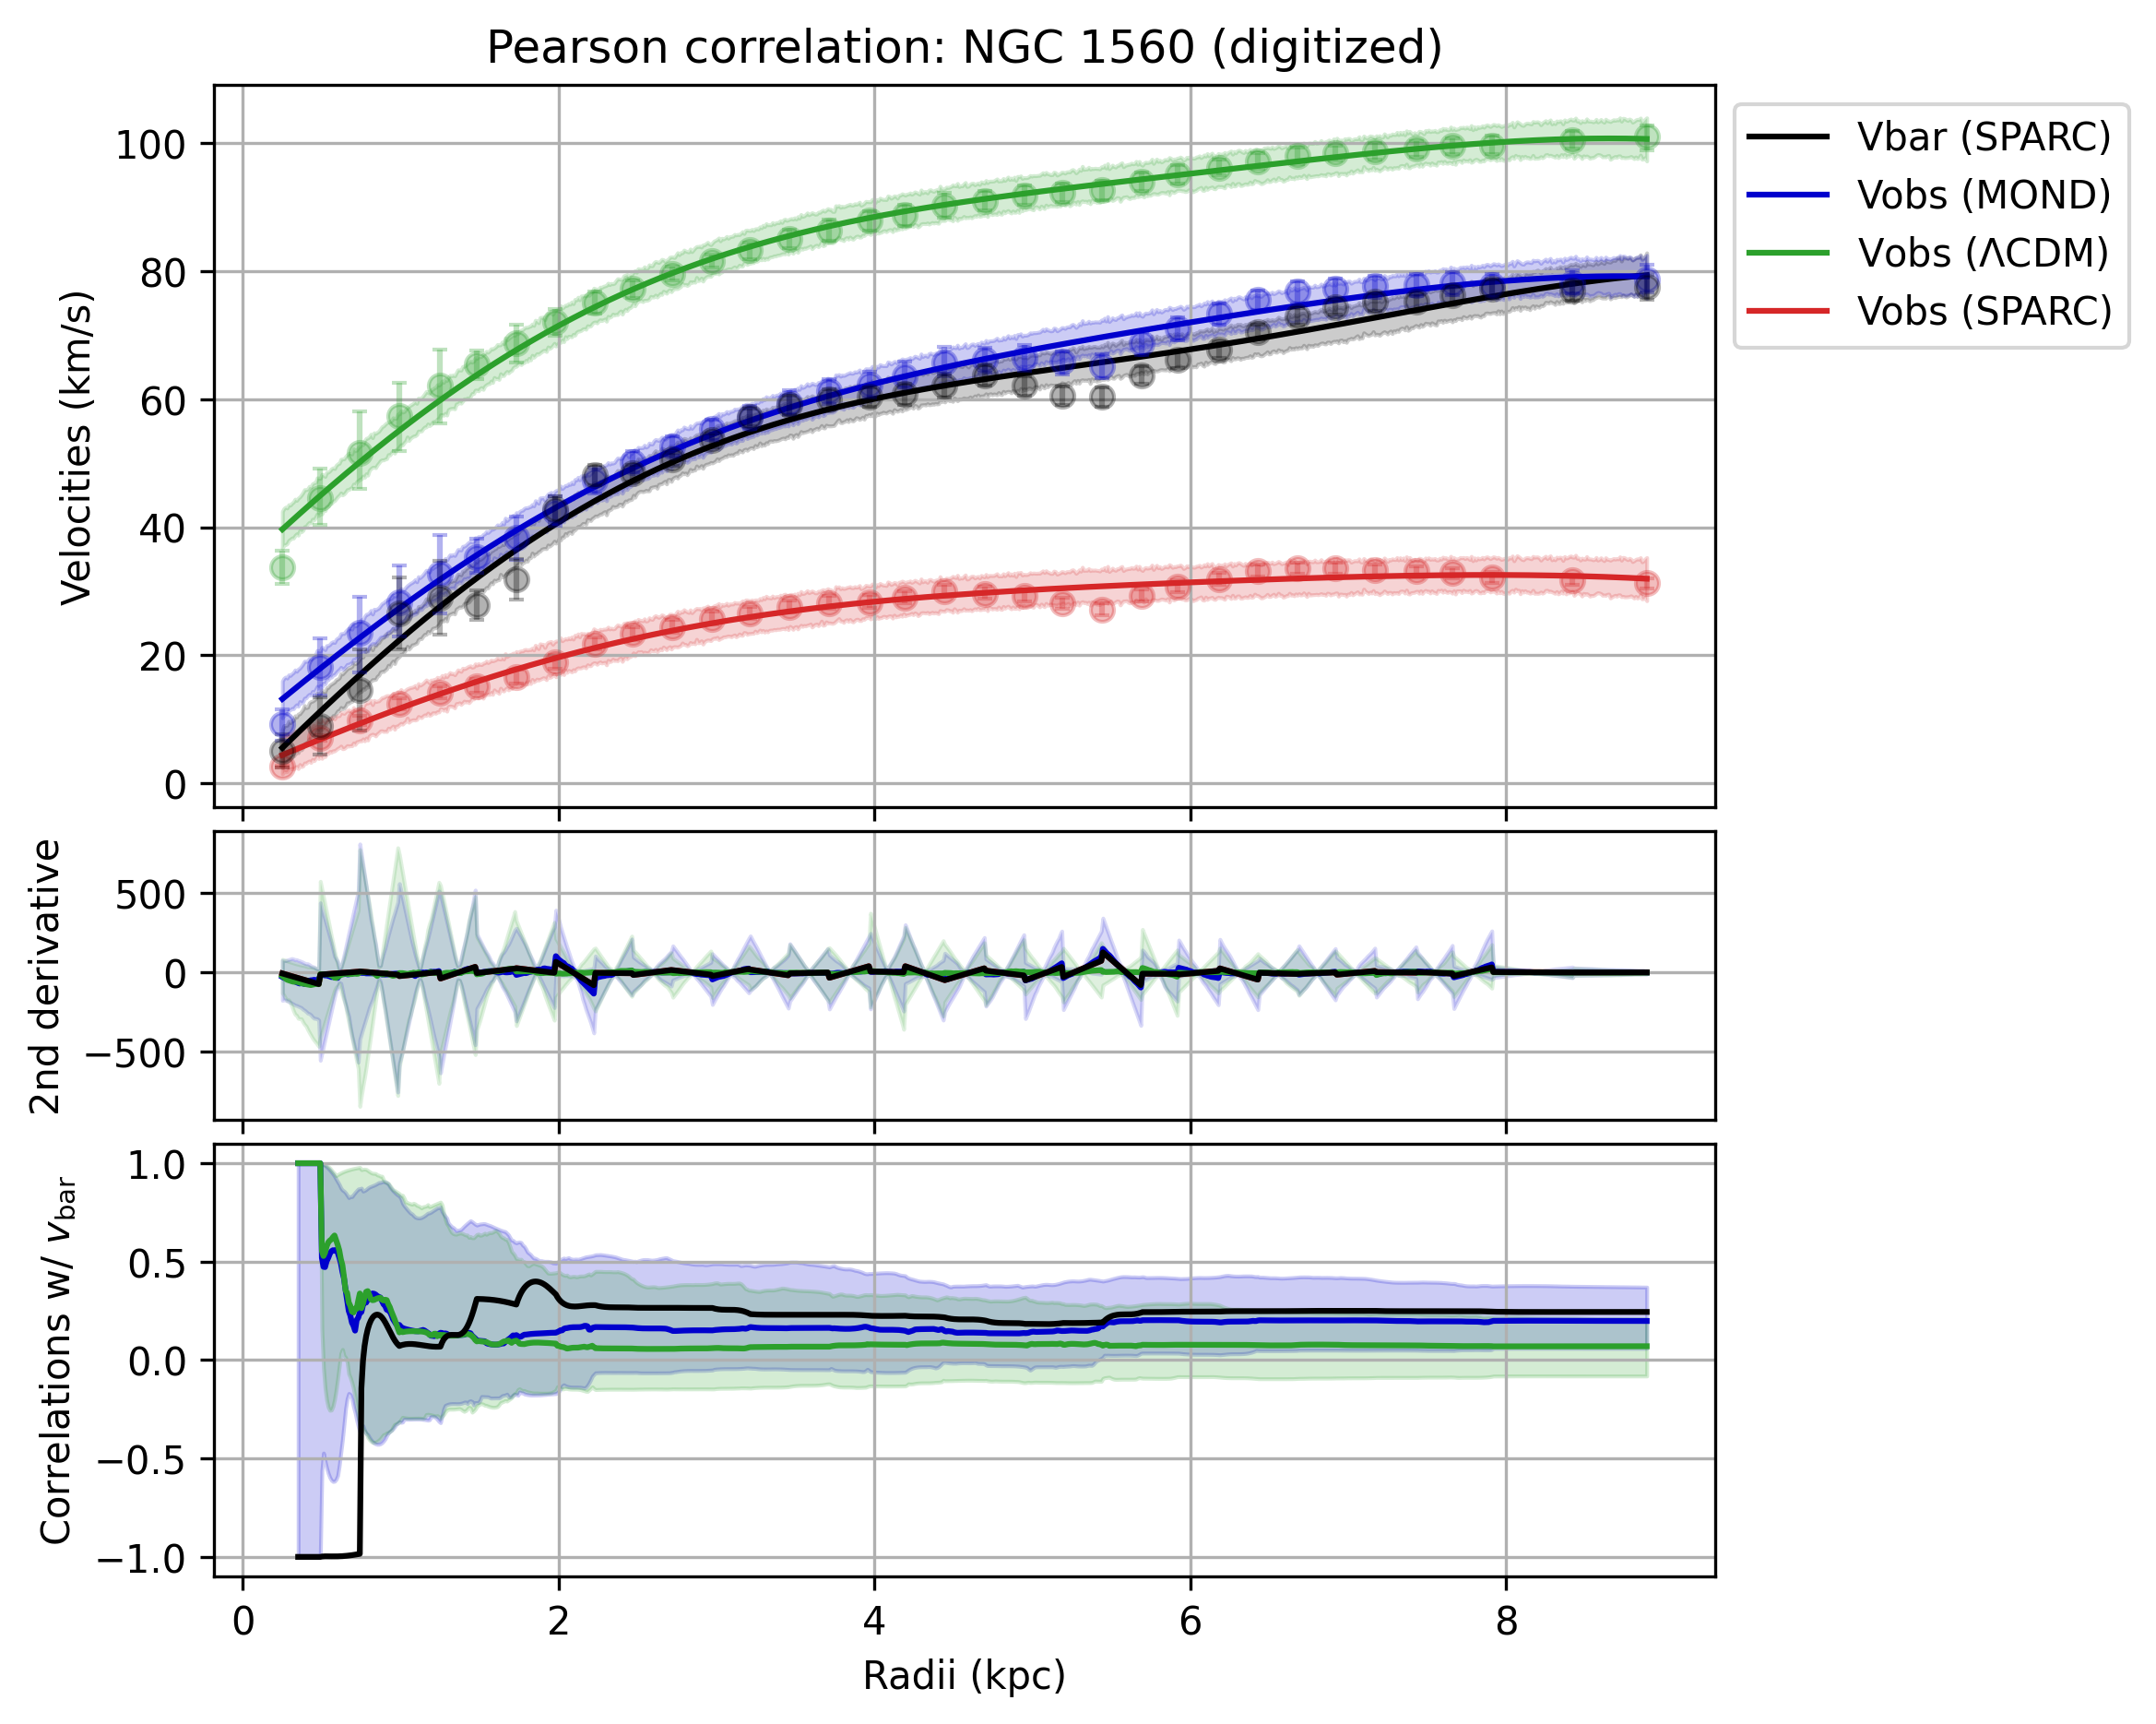 Pearson correlation: NGC 1560 (digitized)
100
80
60
40
20
0
Velocities (km/s)
Vbar (SPARC)
Vobs (MOND)
Vobs (ΛCDM)
Vobs (SPARC)
500
0
−500
2nd derivative
1.0
0.5
0.0
−0.5
−1.0
Correlations w/ vbar
0 2 4 6 8
Radii (kpc)